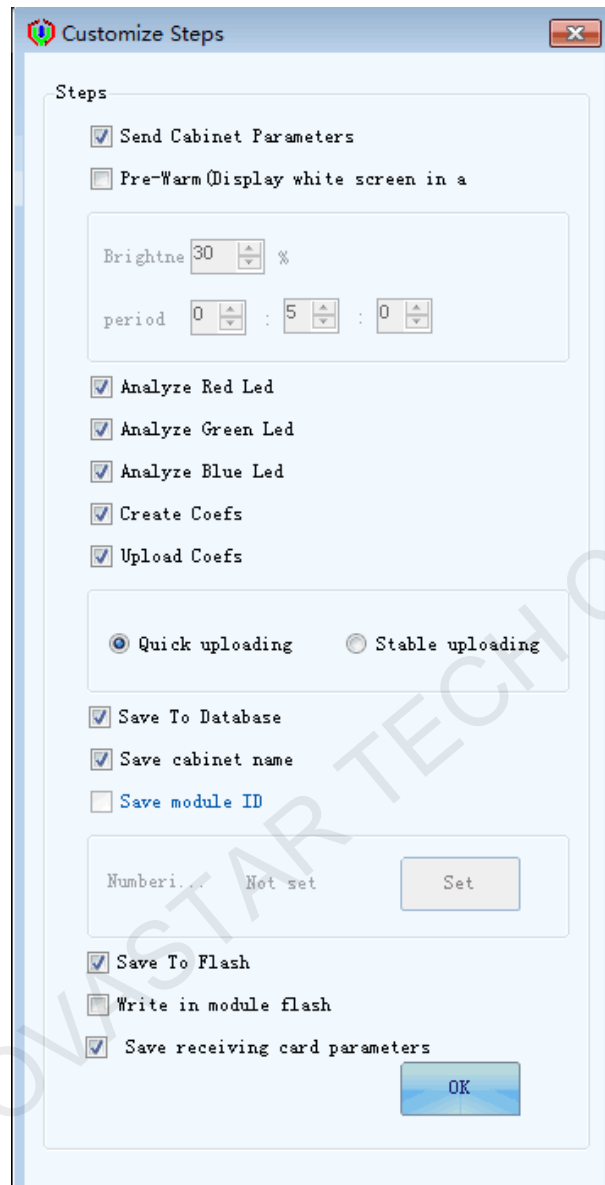 Customize Steps
Steps
Send Cabinet Parameters
Pre-Warm(Display white screen in a
Brightne 30 %
period 0 : 5 : 0
Analyze Red Led
Analyze Green Led
Analyze Blue Led
Create Coefs
Upload Coefs
Quick uploading Stable uploading
Save To Database
Save cabinet name
Save module ID
Numberi... Not set Set
Save To Flash
Write in module flash
Save receiving card parameters
OK
OVASTAR TECH